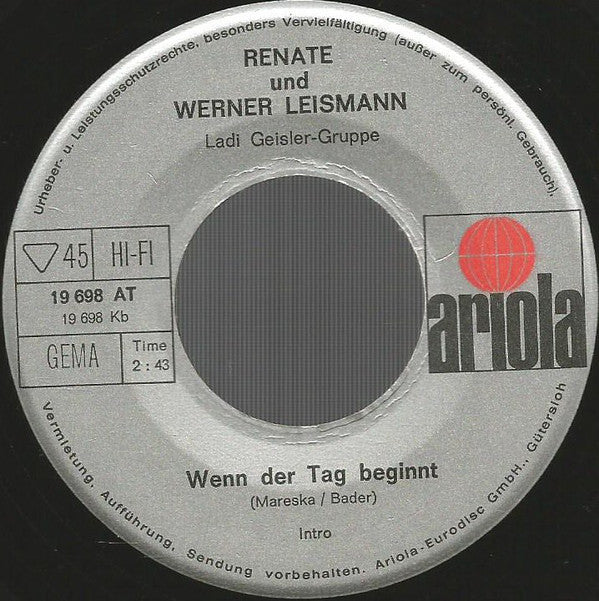 Urheber- u. Leistungsschutzrechte, besonders Vervielfältigung (außer zum persönl. Gebrauch),
RENATE
und
WERNER LEISMANN
Ladi Geisler-Gruppe
45 HI-FI
19 698 AT
19 698 Kb
GEMA
Time
2 : 43
ariola
Wenn der Tag beginnt
(Mareska / Bader)
Intro
Vermietung, Aufführung, Sendung vorbehalten. Ariola-Eurodisc GmbH., Gütersloh